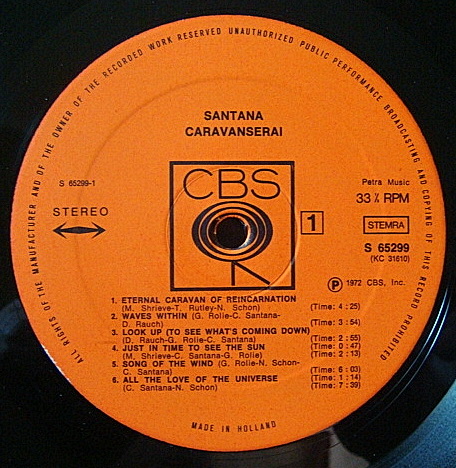 ALL RIGHTS OF THE MANUFACTURER AND OF THE OWNER OF THE RECORDED WORK RESERVED UNAUTHORIZED PUBLIC PERFORMANCE BROADCASTING AND COPYING OF THIS RECORD PROHIBITED
SANTANA
CARAVANSERAI
CBS
S 65299-1
STEREO
1
Petra Music
33⅓ RPM
STEMRA
S 65299
(KC 31610)
P 1972 CBS, Inc.
1. ETERNAL CARAVAN OF REINCARNATION
(M. Shrieve-T. Rutley-N. Schon) (Time: 4 : 25)
2. WAVES WITHIN (G. Rolie-C. Santana-
D. Rauch) (Time: 3 : 54)
3. LOOK UP (TO SEE WHAT'S COMING DOWN)
(D. Rauch-G. Rolie-C. Santana) (Time: 2 : 55)
4. JUST IN TIME TO SEE THE SUN (Time: 0 : 47)
(M. Shrieve-C. Santana-G. Rolie) (Time: 2 : 13)
5. SONG OF THE WIND (G. Rolie-N. Schon-
C. Santana) (Time: 6 : 03)
6. ALL THE LOVE OF THE UNIVERSE (Time: 1 : 14)
(C. Santana-N. Schon) (Time: 7 : 39)
MADE IN HOLLAND